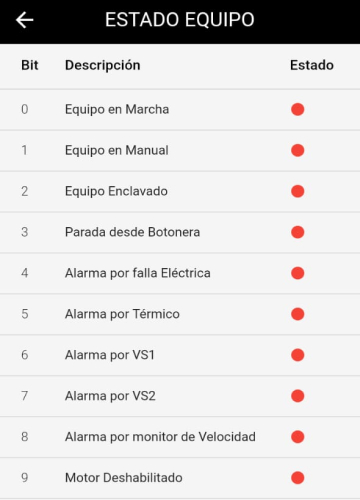 ESTADO EQUIPO
Bit Descripción Estado
0 Equipo en Marcha
1 Equipo en Manual
2 Equipo Enclavado
3 Parada desde Botonera
4 Alarma por falla Eléctrica
5 Alarma por Térmico
6 Alarma por VS1
7 Alarma por VS2
8 Alarma por monitor de Velocidad
9 Motor Deshabilitado